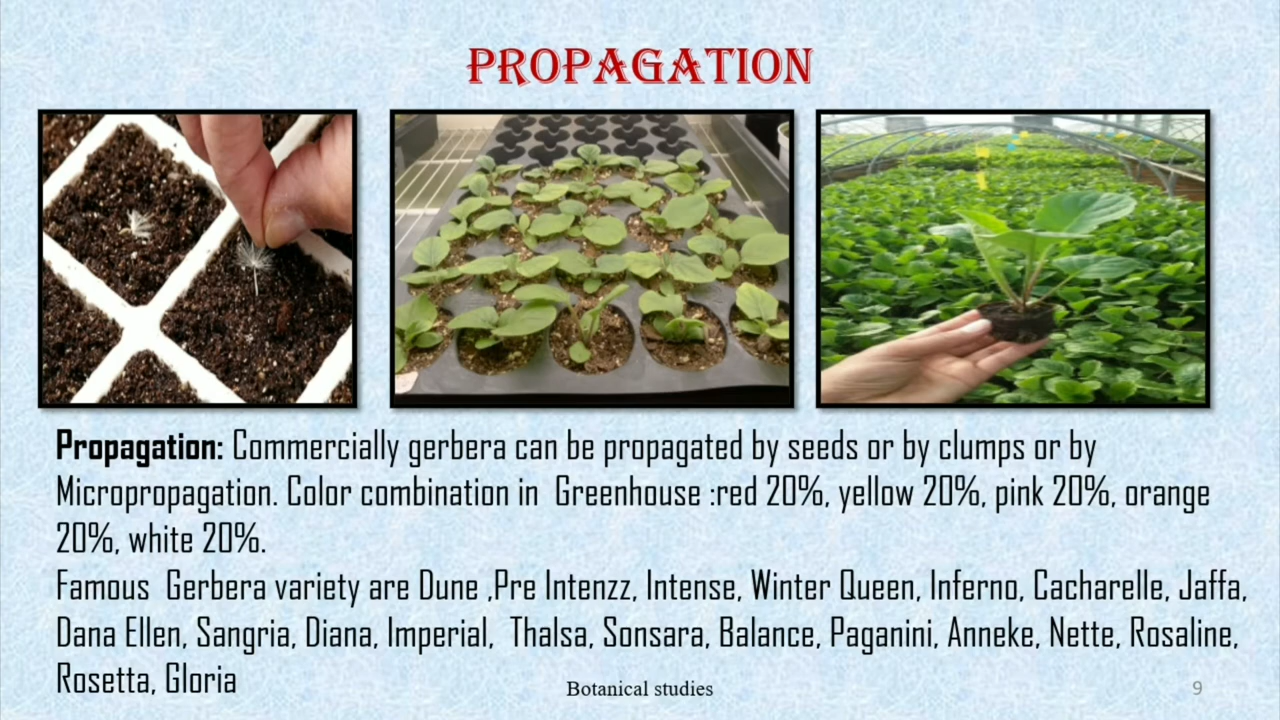 PROPAGATION
Propagation: Commercially gerbera can be propagated by seeds or by clumps or by
Micropropagation. Color combination in Greenhouse :red 20%, yellow 20%, pink 20%, orange
20%, white 20%.
Famous Gerbera variety are Dune ,Pre Intenzz, Intense, Winter Queen, Inferno, Cacharelle, Jaffa,
Dana Ellen, Sangria, Diana, Imperial, Thalsa, Sonsara, Balance, Paganini, Anneke, Nette, Rosaline,
Rosetta, Gloria
Botanical studies
9